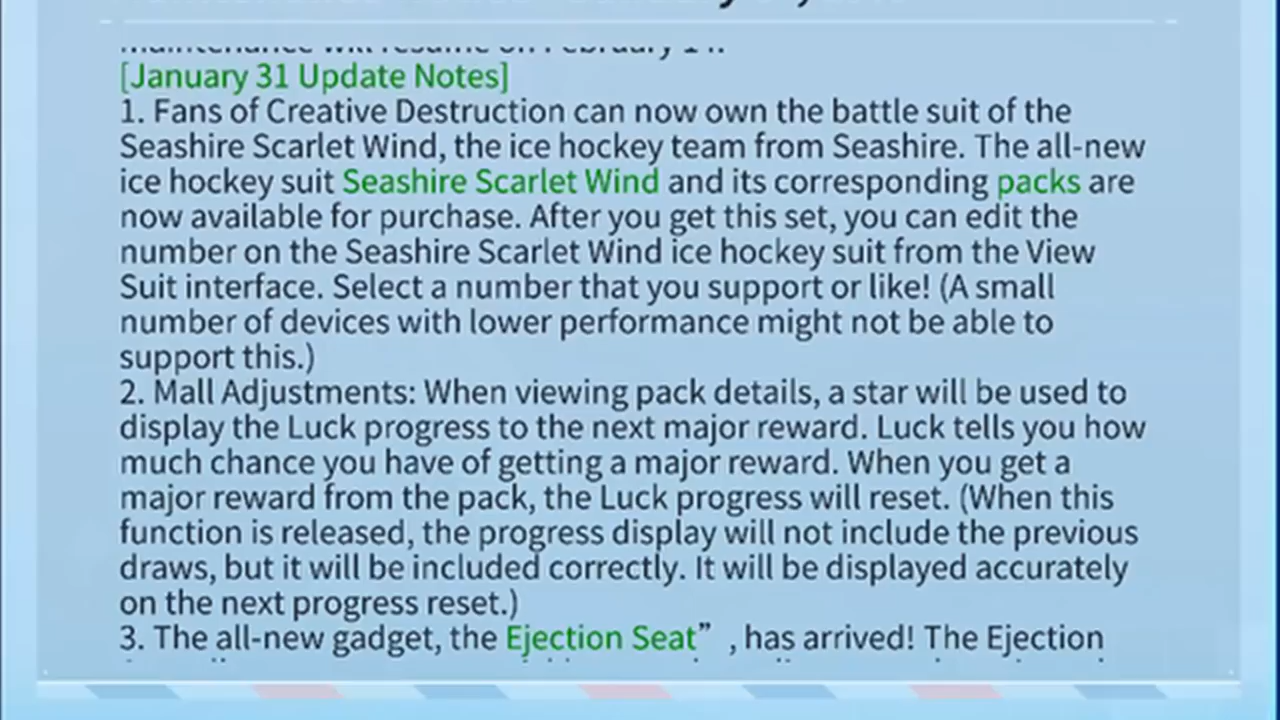 maintenance will resume on February 14.
[January 31 Update Notes]
1. Fans of Creative Destruction can now own the battle suit of the
Seashire Scarlet Wind, the ice hockey team from Seashire. The all-new
ice hockey suit Seashire Scarlet Wind and its corresponding packs are
now available for purchase. After you get this set, you can edit the
number on the Seashire Scarlet Wind ice hockey suit from the View
Suit interface. Select a number that you support or like! (A small
number of devices with lower performance might not be able to
support this.)
2. Mall Adjustments: When viewing pack details, a star will be used to
display the Luck progress to the next major reward. Luck tells you how
much chance you have of getting a major reward. When you get a
major reward from the pack, the Luck progress will reset. (When this
function is released, the progress display will not include the previous
draws, but it will be included correctly. It will be displayed accurately
on the next progress reset.)
3. The all-new gadget, the Ejection Seat” , has arrived! The Ejection